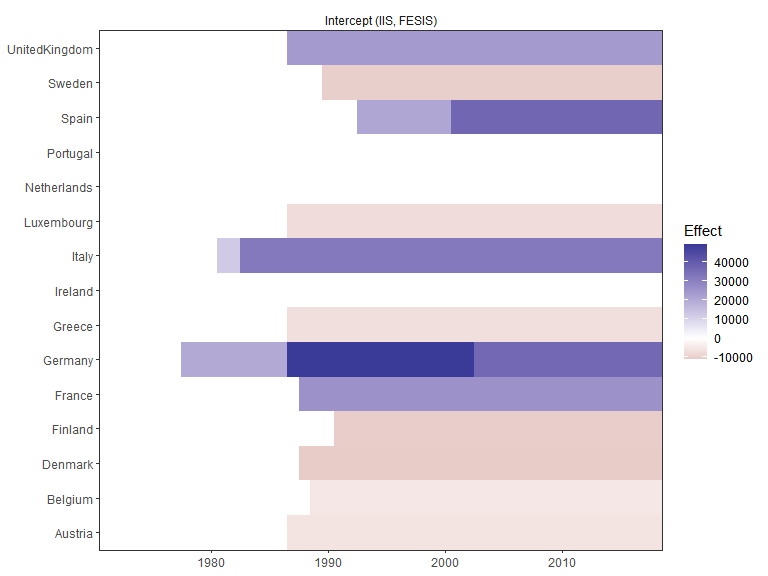 Intercept (IIS, FESIS)
UnitedKingdom
Sweden
Spain
Portugal
Netherlands
Luxembourg
Italy
Ireland
Greece
Germany
France
Finland
Denmark
Belgium
Austria
1980 1990 2000 2010
Effect
40000
30000
20000
10000
0
-10000